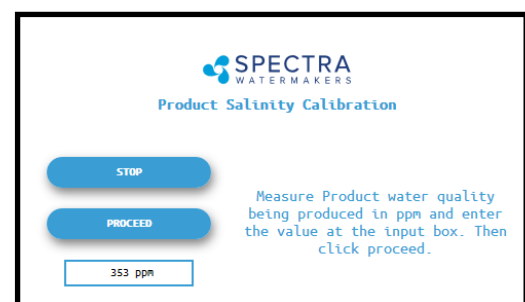 SPECTRA
WATERMAKERS
Product Salinity Calibration
STOP
PROCEED
353 ppm
Measure Product water quality
being produced in ppm and enter
the value at the input box. Then
click proceed.